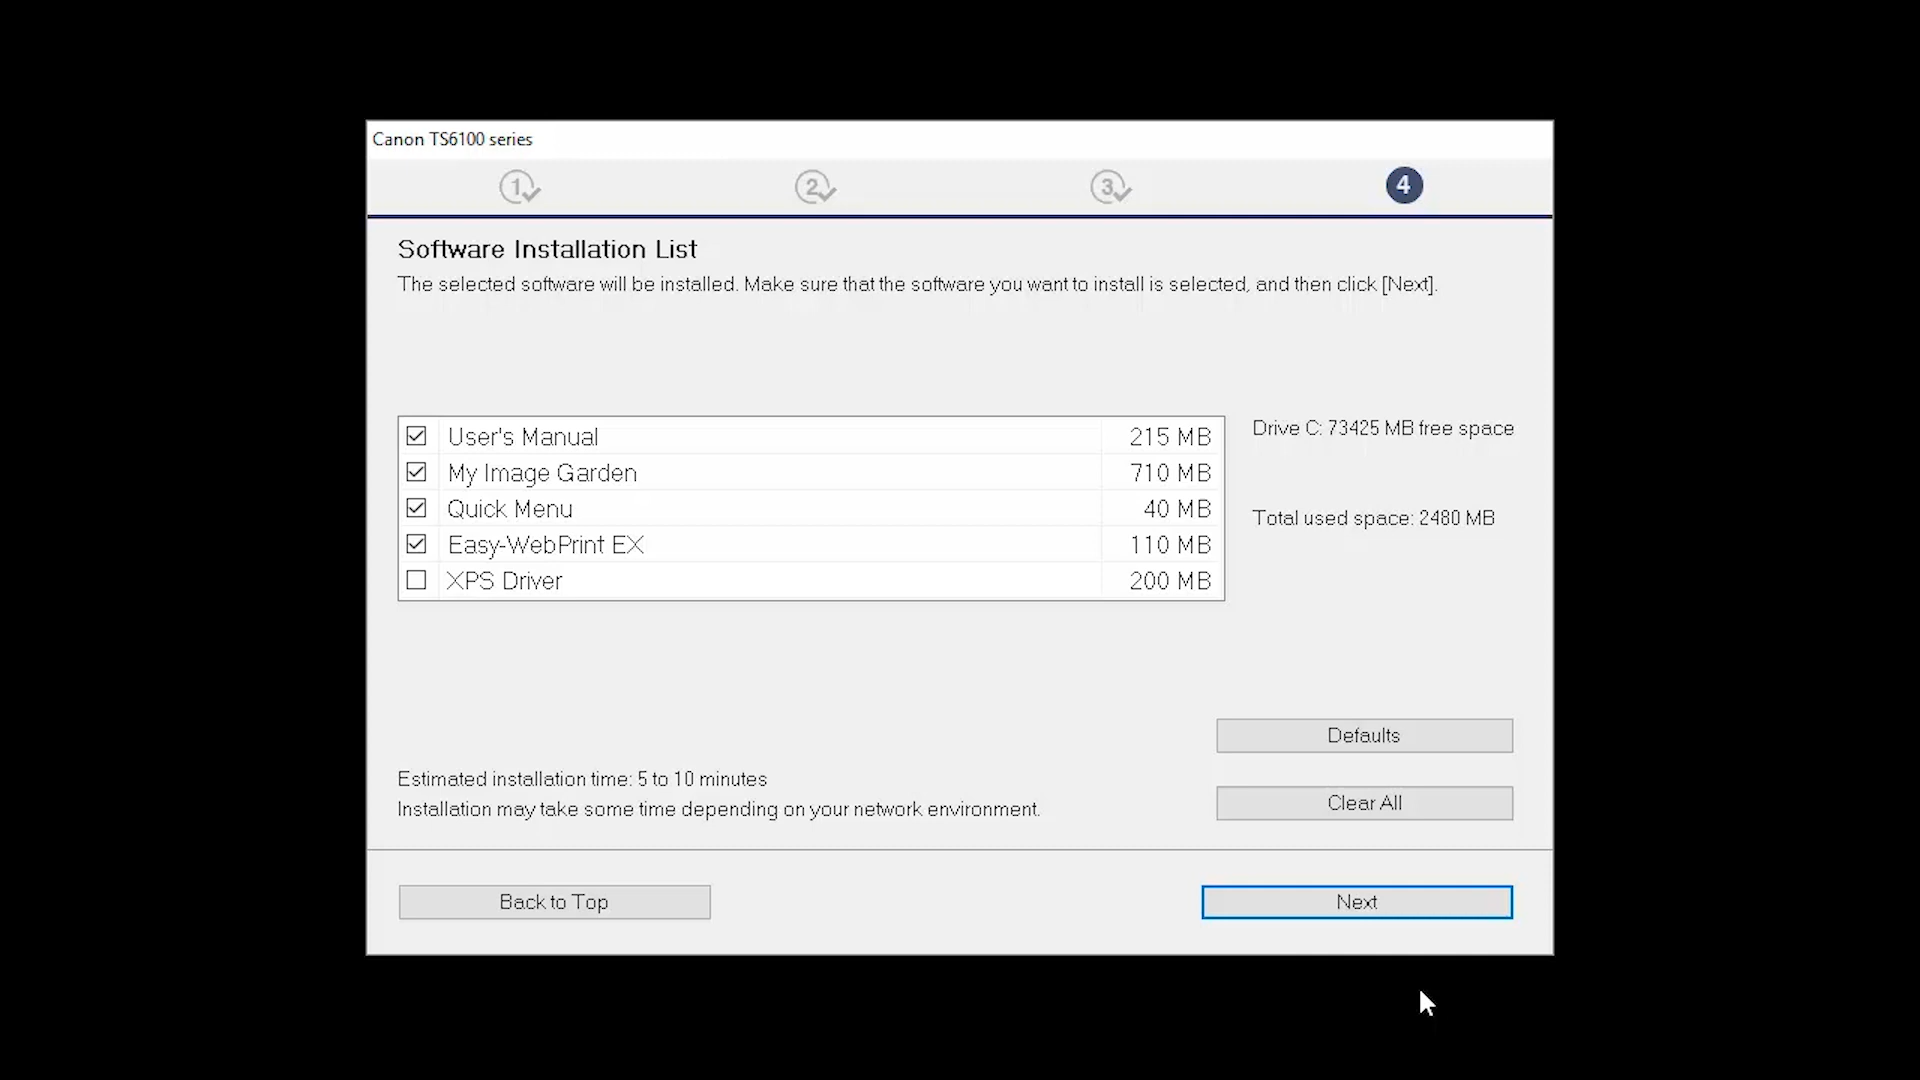 Canon TS6100 series
1 2 3 4
Software Installation List
The selected software will be installed. Make sure that the software you want to install is selected, and then click [Next].
User's Manual 215 MB
My Image Garden 710 MB
Quick Menu 40 MB
Easy-WebPrint EX 110 MB
XPS Driver 200 MB
Drive C: 73425 MB free space
Total used space: 2480 MB
Defaults
Clear All
Estimated installation time: 5 to 10 minutes
Installation may take some time depending on your network environment.
Back to Top
Next